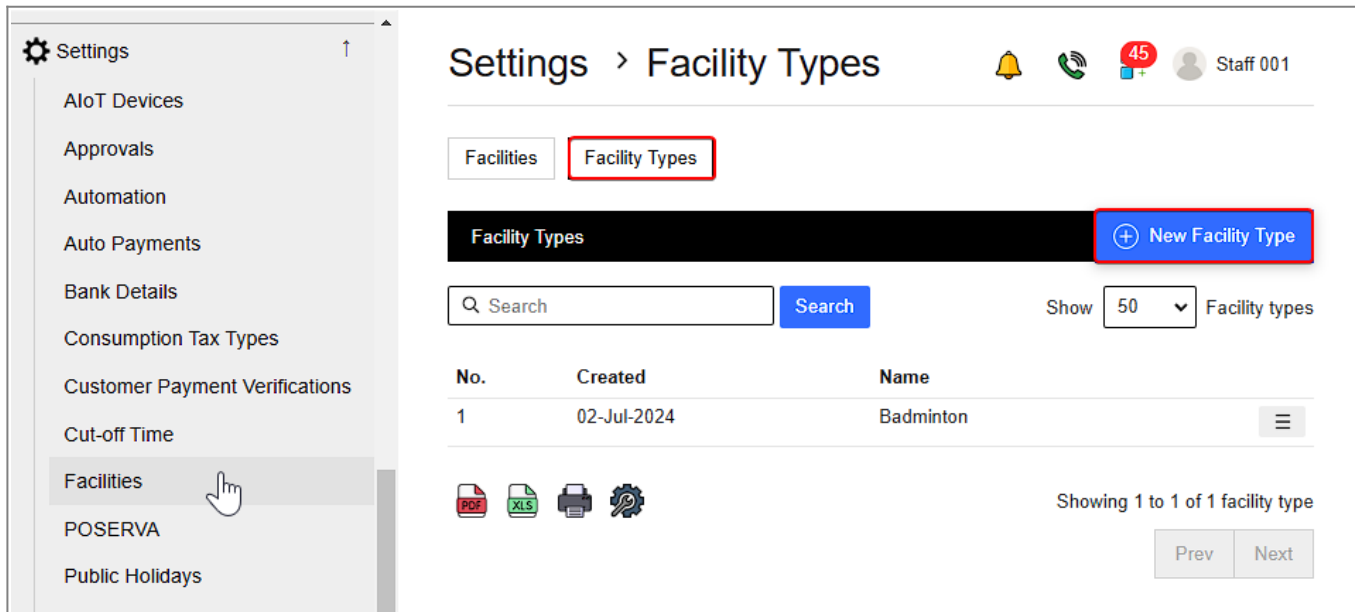 Settings ↑
AIoT Devices
Approvals
Automation
Auto Payments
Bank Details
Consumption Tax Types
Customer Payment Verifications
Cut-off Time
Facilities
POSERVA
Public Holidays
Settings > Facility Types
45
Staff 001
Facilities
Facility Types
Facility Types
New Facility Type
Search
Search
Show 50 Facility types
No. Created Name
1 02-Jul-2024 Badminton
PDF XLS
Showing 1 to 1 of 1 facility type
Prev Next